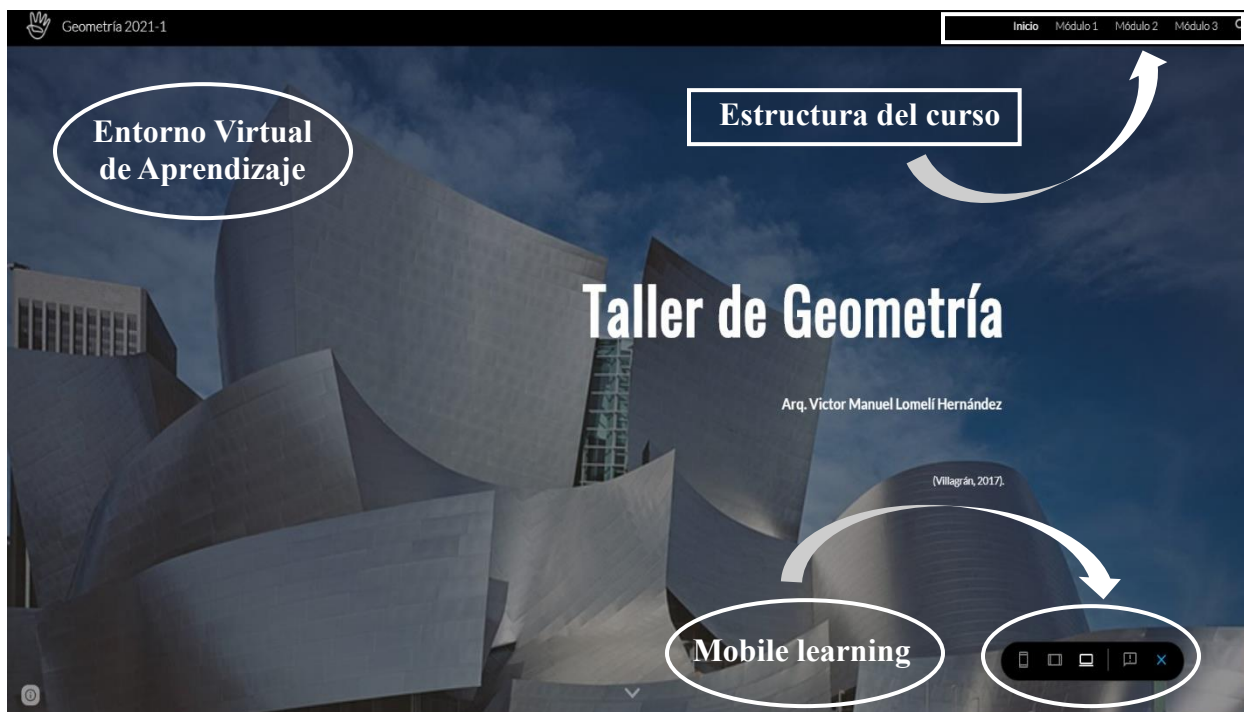 Geometría 2021-1
Inicio Módulo 1 Módulo 2 Módulo 3
Entorno Virtual
de Aprendizaje
Estructura del curso
Taller de Geometría
Arq. Victor Manuel Lomelí Hernández
(Villagrán, 2017).
Mobile learning